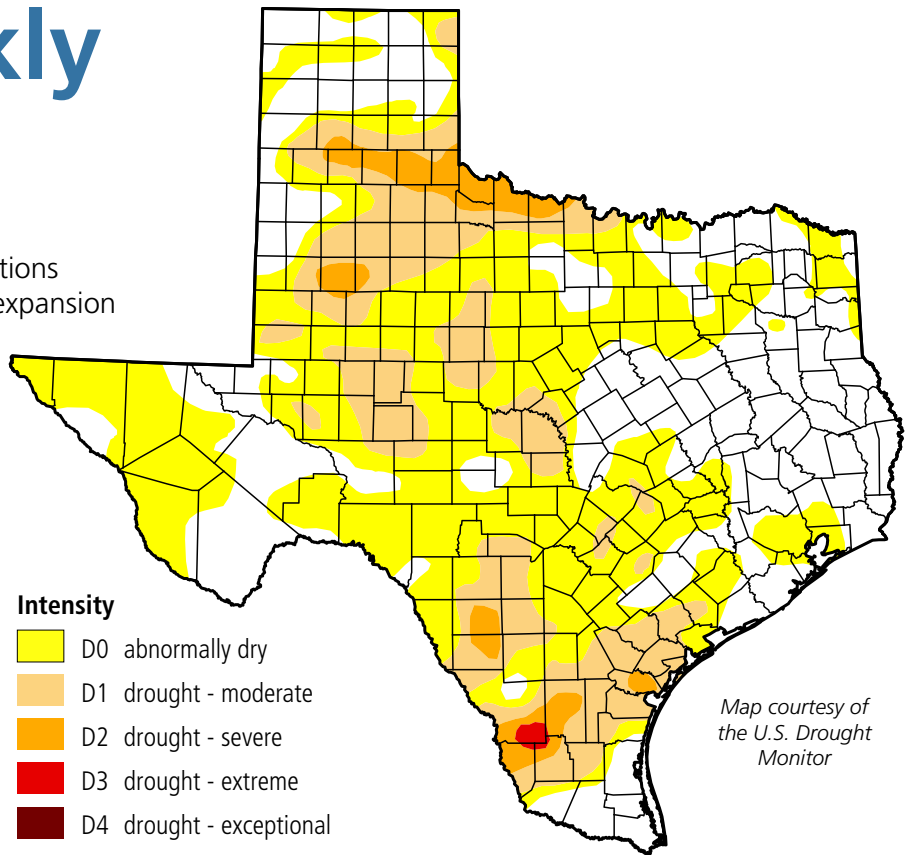 kly
tions
expansion
Intensity
D0 abnormally dry
D1 drought - moderate
D2 drought - severe
D3 drought - extreme
D4 drought - exceptional
Map courtesy of
the U.S. Drought
Monitor